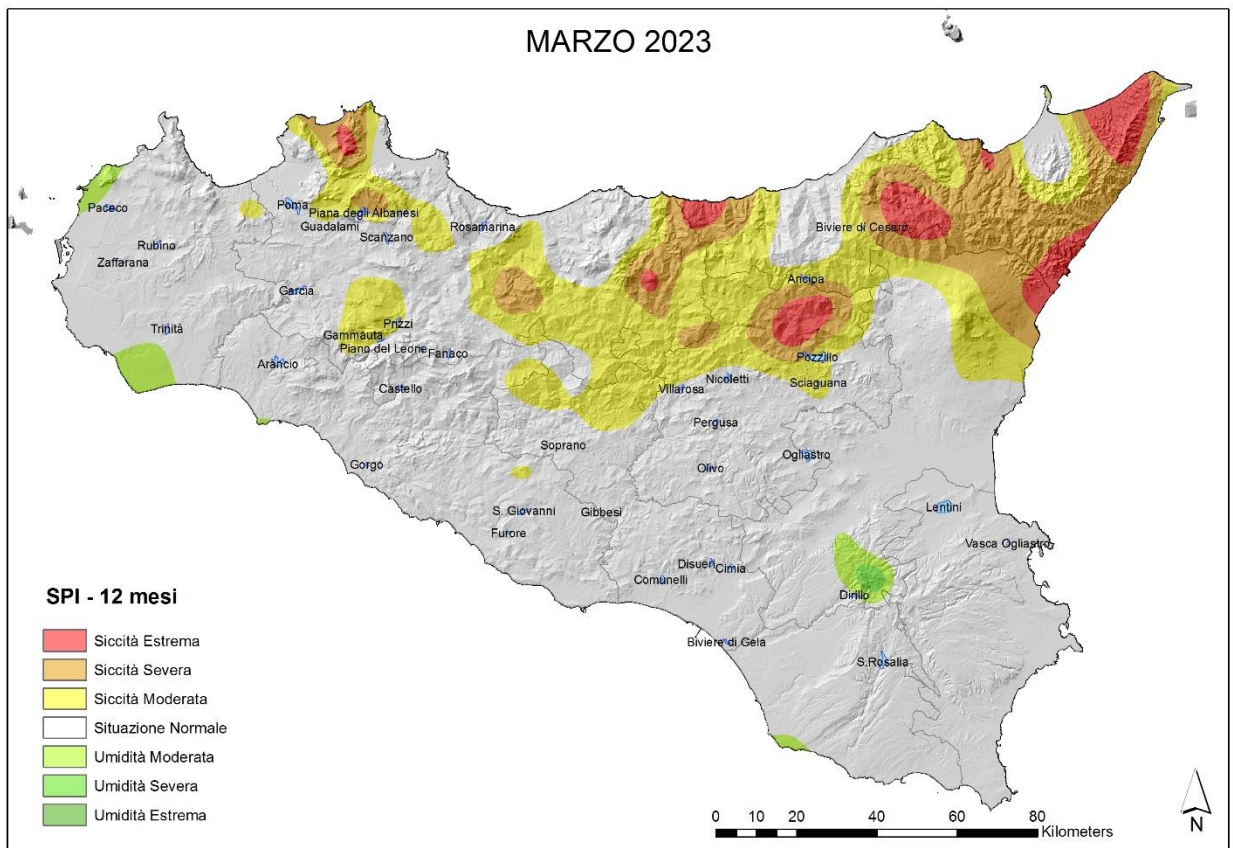 MARZO 2023
Paceco
Poma
Piana degli Albanesi
Guadalami
Scanzano
Rosamarina
Biviere di Cesarò
Rubino
Zaffarana
Garcia
Ancipa
Trinità
Prizzi
Gammauta
Piano del Leone
Fanaco
Arancio
Pozzillo
Castello
Nicoletti
Villarosa
Sciaguana
Pergusa
Soprano
Ogliastro
Gorgo
Olivo
S. Giovanni
Gibbesi
Lentini
Furore
Vasca Ogliastro
Disueri
Cimia
Comunelli
Dirillo
Biviere di Gela
S.Rosalia
SPI - 12 mesi
Siccità Estrema
Siccità Severa
Siccità Moderata
Situazione Normale
Umidità Moderata
Umidità Severa
Umidità Estrema
0 10 20 40 60 80
Kilometers
N